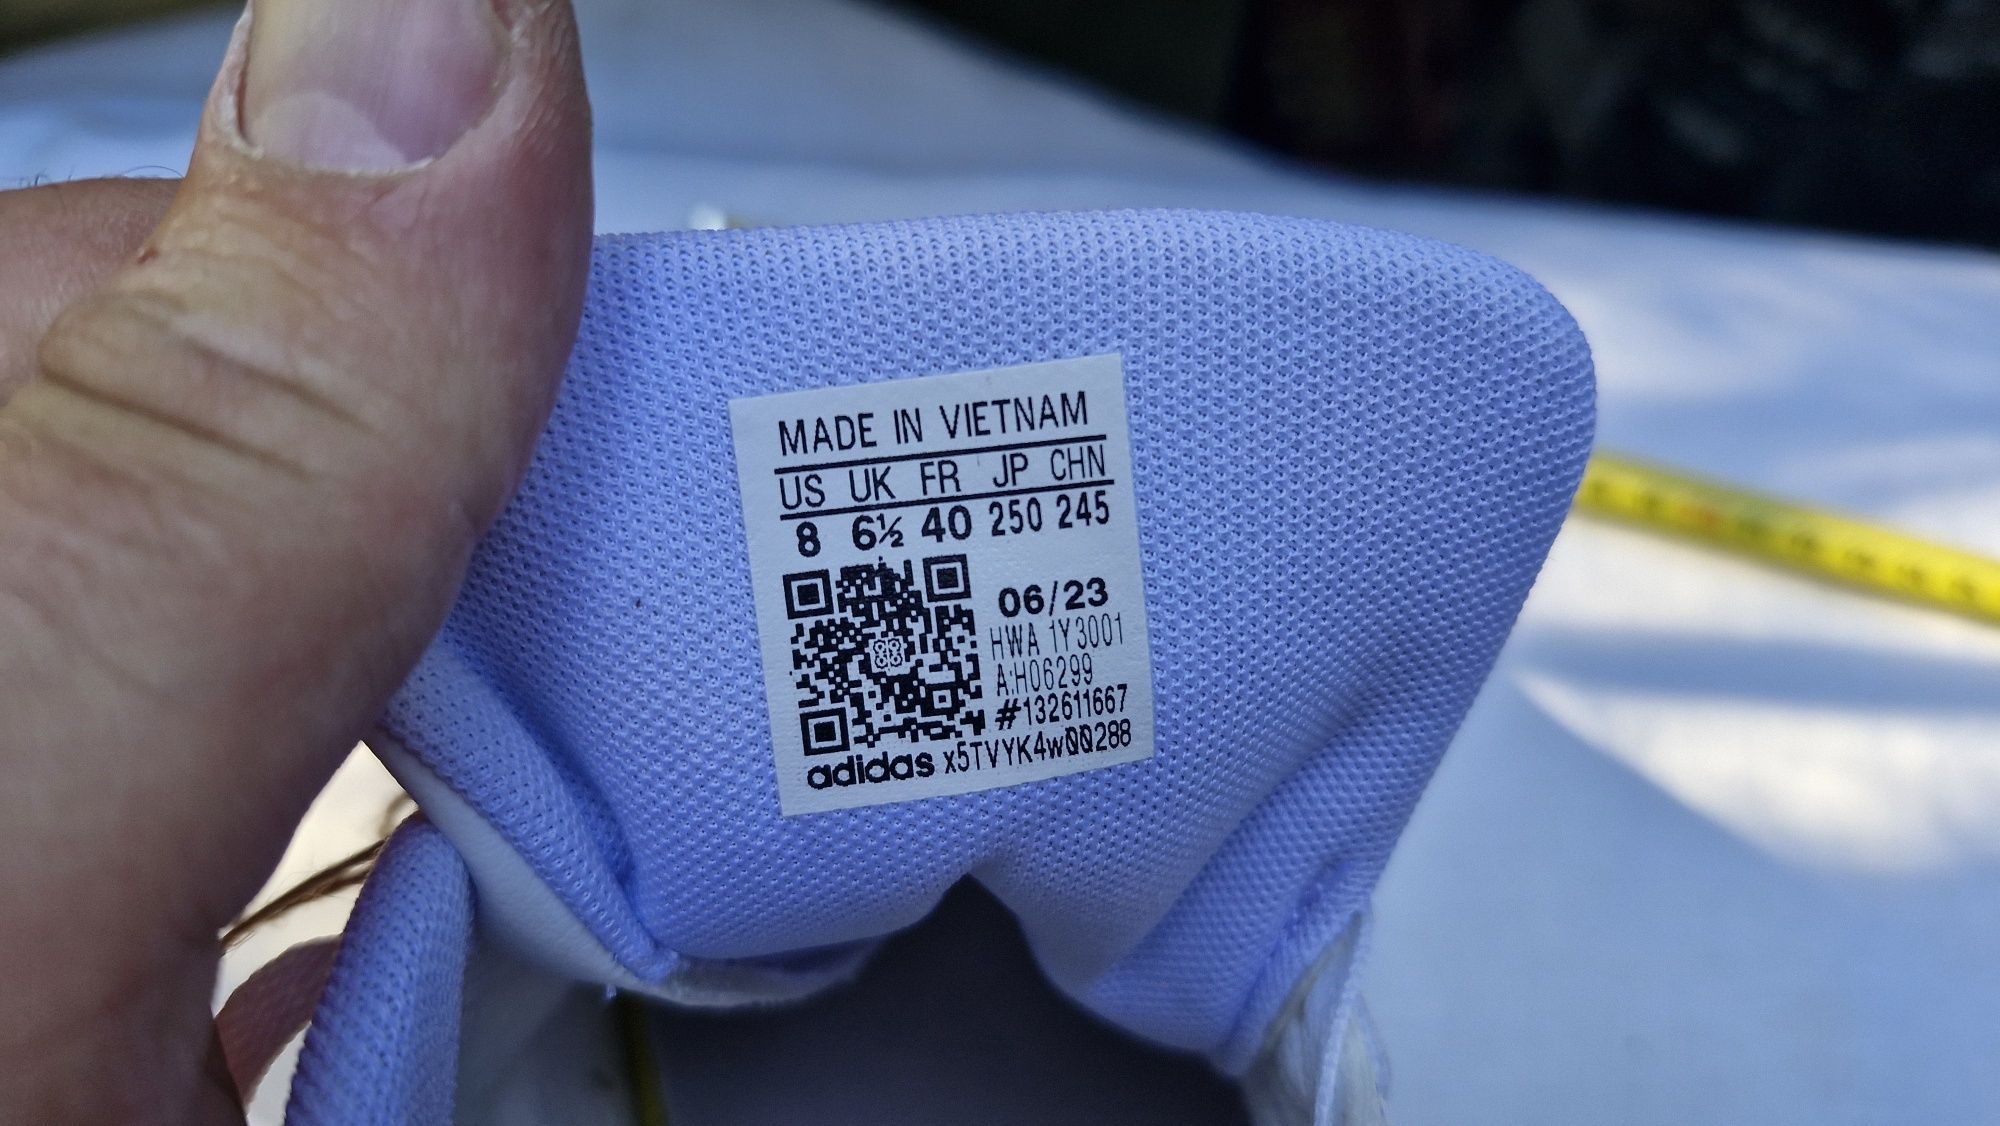 MADE IN VIETNAM
US UK FR JP CHN
8 6½ 40 250 245
06/23
HWA 1Y3001
A:H06299
#132611667
adidas x5TVYK4w00288